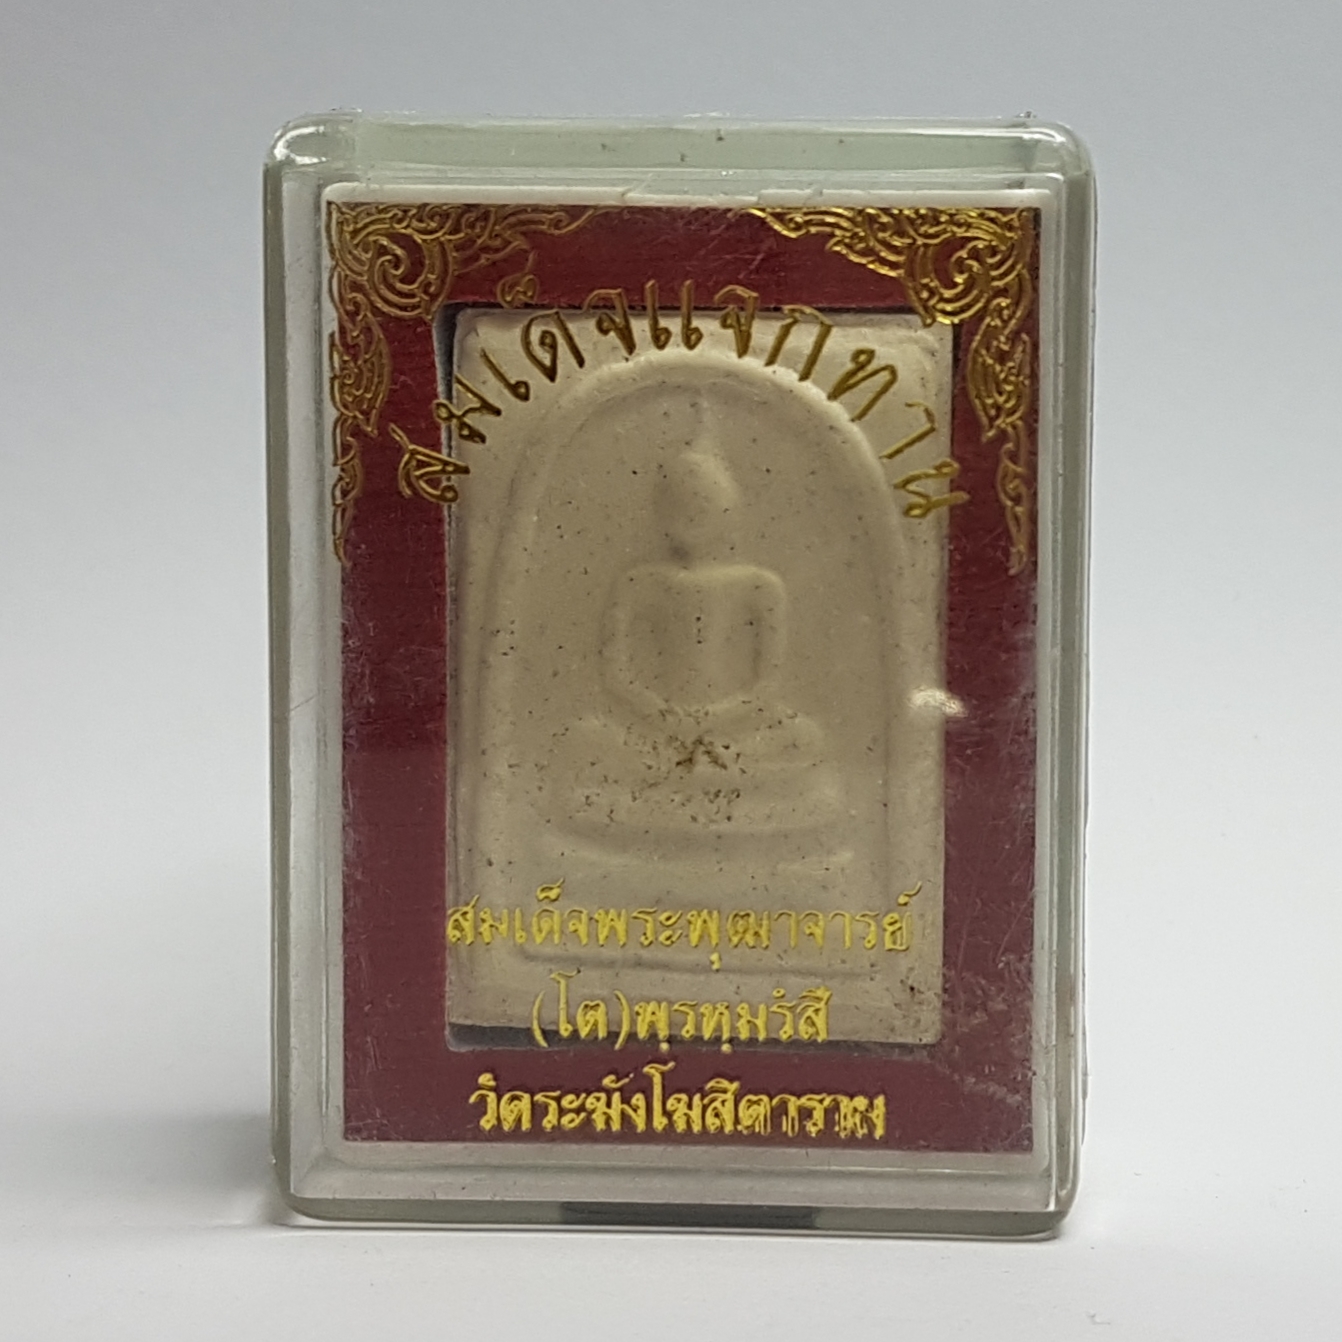 สมเด็จแจกทาน
สมเด็จพระพุฒาจารย์
(โต)พฺรหฺมรํสี
วัดระฆังโฆสิตาราม